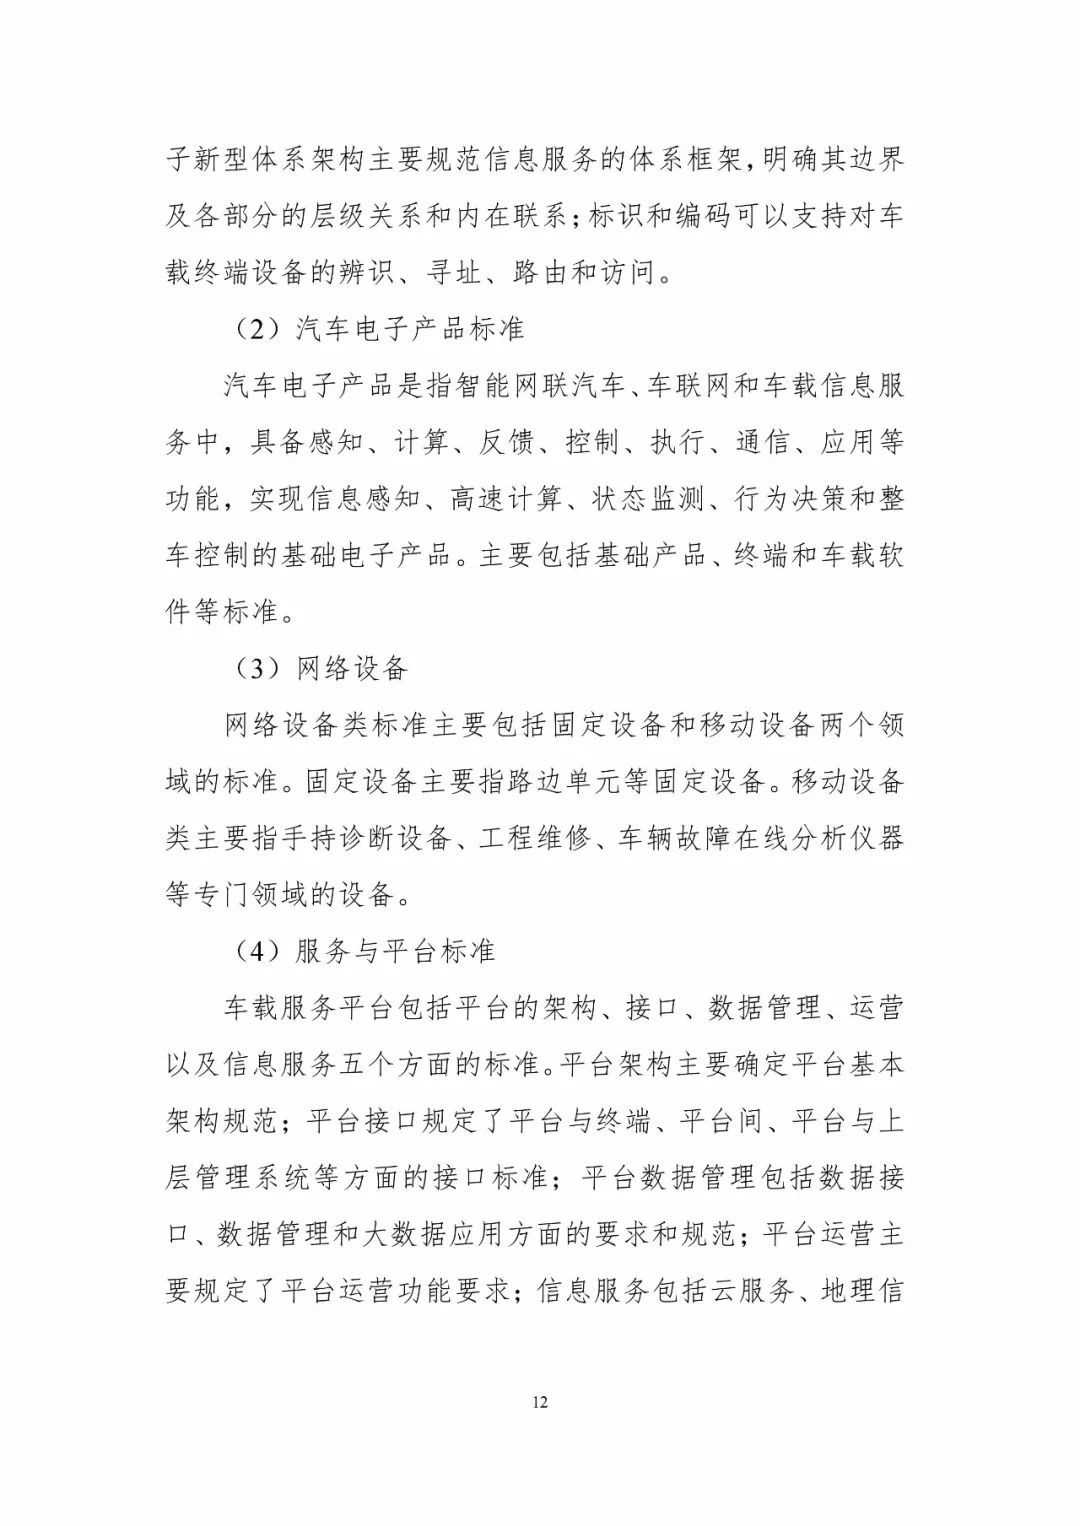 子新型体系架构主要规范信息服务的体系框架，明确其边界
及各部分的层级关系和内在联系；标识和编码可以支持对车
载终端设备的辨识、寻址、路由和访问。
（2）汽车电子产品标准
汽车电子产品是指智能网联汽车、车联网和车载信息服
务中，具备感知、计算、反馈、控制、执行、通信、应用等
功能，实现信息感知、高速计算、状态监测、行为决策和整
车控制的基础电子产品。主要包括基础产品、终端和车载软
件等标准。
（3）网络设备
网络设备类标准主要包括固定设备和移动设备两个领
域的标准。固定设备主要指路边单元等固定设备。移动设备
类主要指手持诊断设备、工程维修、车辆故障在线分析仪器
等专门领域的设备。
（4）服务与平台标准
车载服务平台包括平台的架构、接口、数据管理、运营
以及信息服务五个方面的标准。平台架构主要确定平台基本
架构规范；平台接口规定了平台与终端、平台间、平台与上
层管理系统等方面的接口标准；平台数据管理包括数据接
口、数据管理和大数据应用方面的要求和规范；平台运营主
要规定了平台运营功能要求；信息服务包括云服务、地理信
12